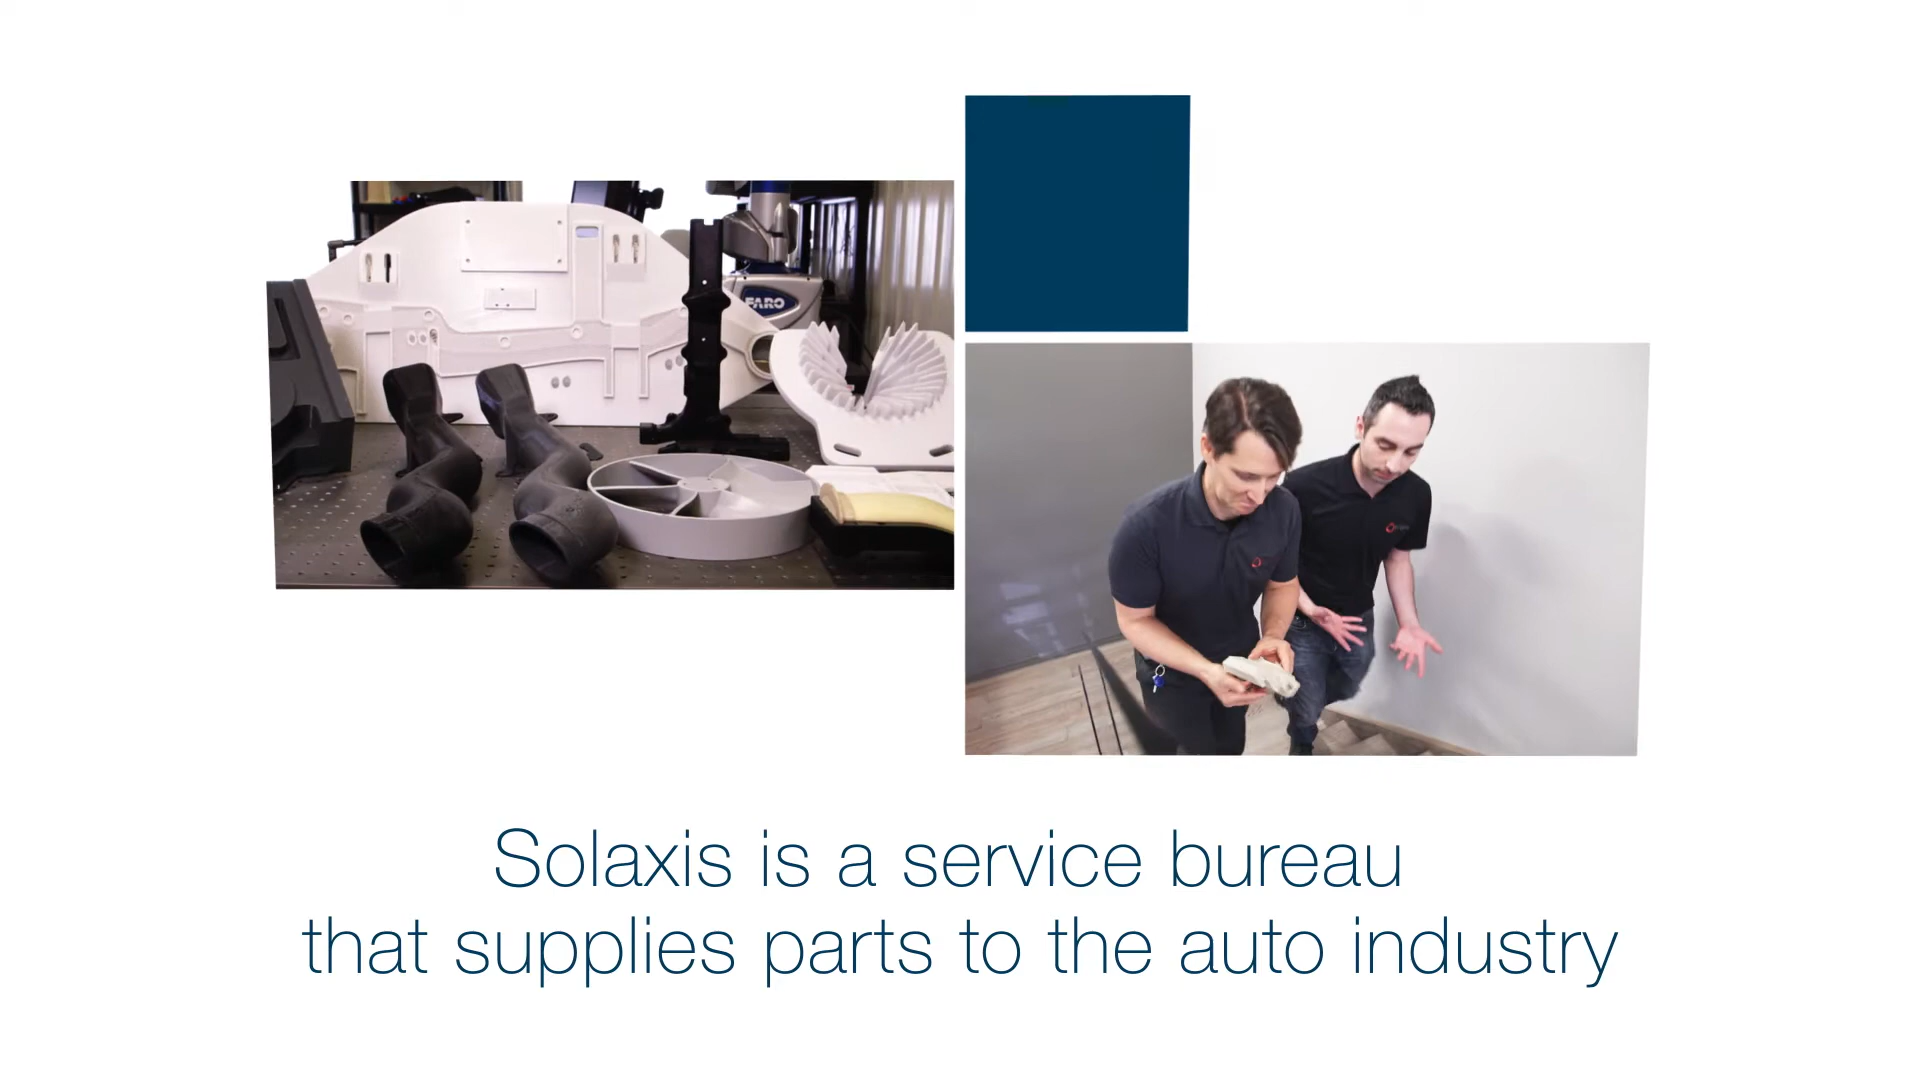 FARO
Solaxis is a service bureau
that supplies parts to the auto industry